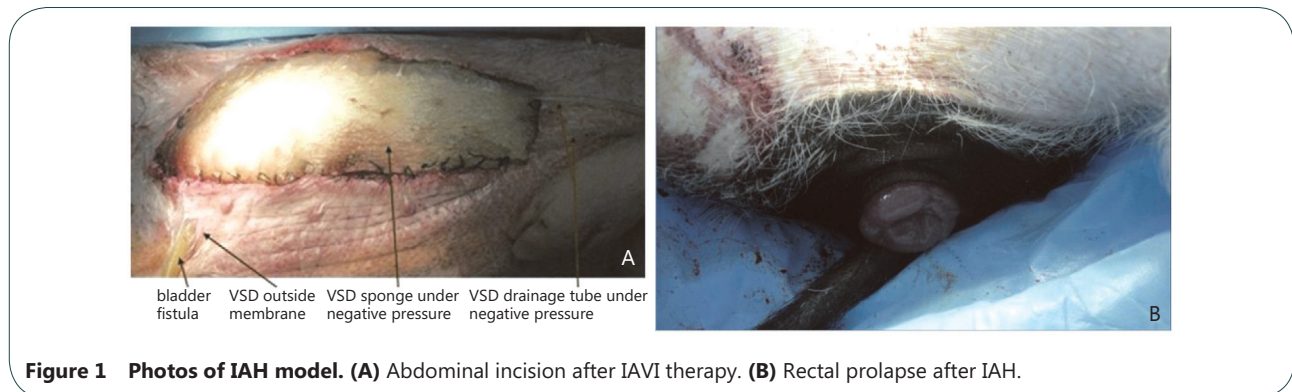 A
bladder fistula
VSD outside membrane
VSD sponge under negative pressure
VSD drainage tube under negative pressure
B
Figure 1 Photos of IAH model. (A) Abdominal incision after IAVI therapy. (B) Rectal prolapse after IAH.